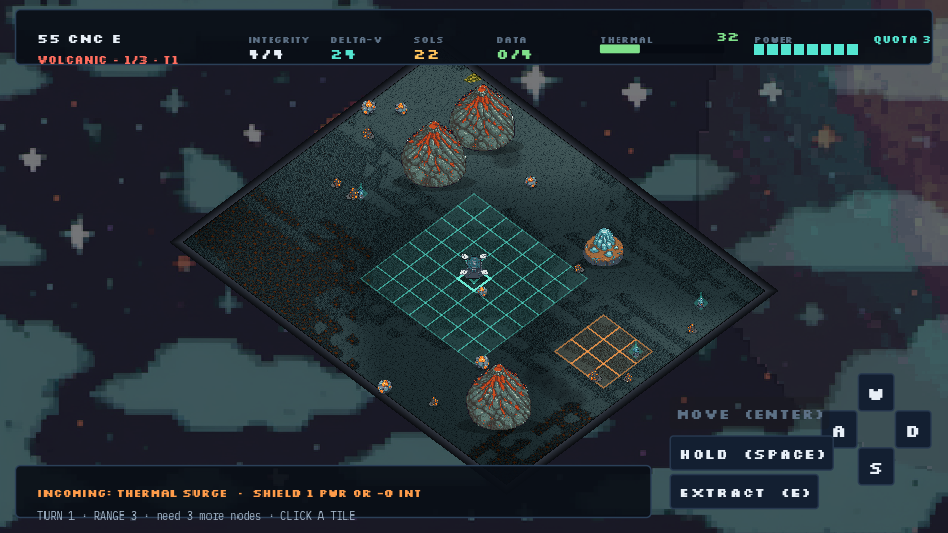 55 CNC E
VOLCANIC · 1/3 · T1
INTEGRITY
4/4
DELTA-V
24
SOLS
22
DATA
0/4
THERMAL
32
POWER
QUOTA 3
MOVE (ENTER)
HOLD (SPACE)
EXTRACT (E)
W
A
D
S
INCOMING: THERMAL SURGE · SHIELD 1 PWR OR -0 INT
TURN 1 · RANGE 3 · need 3 more nodes · CLICK A TILE